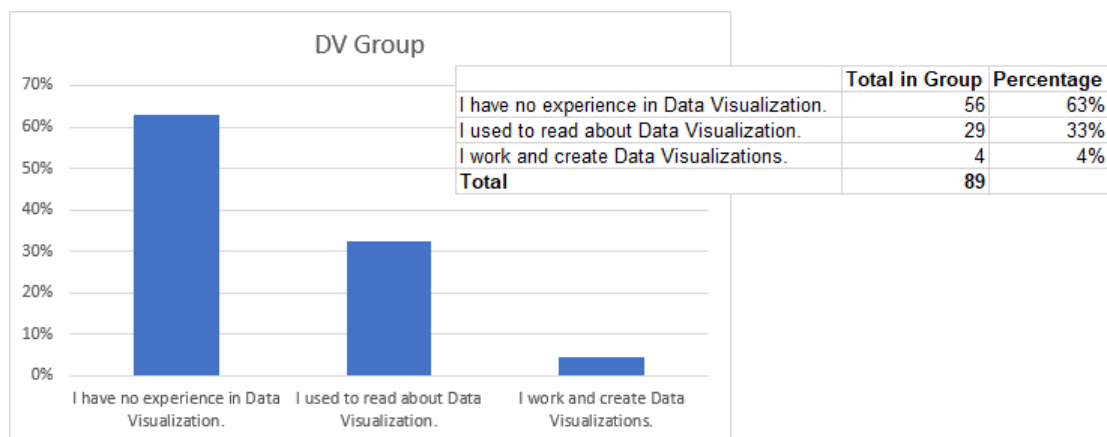 DV Group
70%
60%
50%
40%
30%
20%
10%
0%
I have no experience in Data
Visualization.
I used to read about Data
Visualization.
I work and create Data
Visualizations.
Total in Group Percentage
I have no experience in Data Visualization. 56 63%
I used to read about Data Visualization. 29 33%
I work and create Data Visualizations. 4 4%
Total 89